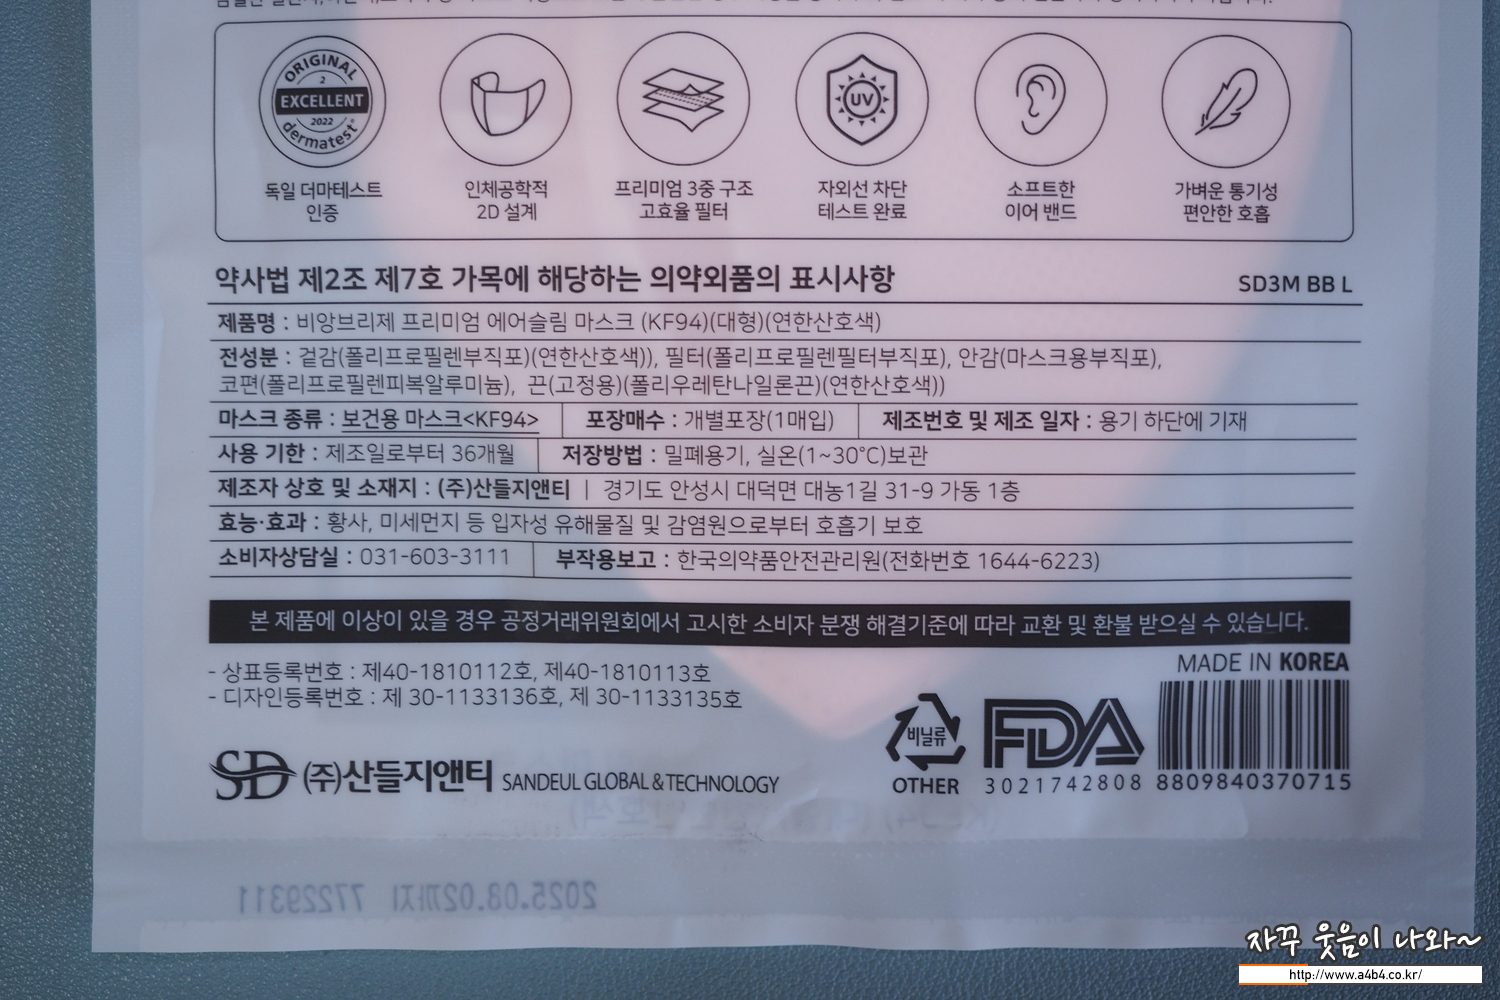 ORIGINAL
2
EXCELLENT
2022
dermatest®
UV
독일 더마테스트
인증
인체공학적
2D 설계
프리미엄 3중 구조
고효율 필터
자외선 차단
테스트 완료
소프트한
이어 밴드
가벼운 통기성
편안한 호흡
약사법 제2조 제7호 가목에 해당하는 의약외품의 표시사항
SD3M BB L
제품명 : 비앙브리제 프리미엄 에어슬림 마스크 (KF94)(대형)(연한산호색)
전성분 : 겉감(폴리프로필렌부직포)(연한산호색)), 필터(폴리프로필렌필터부직포), 안감(마스크용부직포),
코편(폴리프로필렌피복알루미늄), 끈(고정용)(폴리우레탄나일론끈)(연한산호색))
마스크 종류 : 보건용 마스크<KF94> 포장매수 : 개별포장(1매입) 제조번호 및 제조 일자 : 용기 하단에 기재
사용 기한 : 제조일로부터 36개월 저장방법 : 밀폐용기, 실온(1~30°C)보관
제조자 상호 및 소재지 : (주)산들지앤티 | 경기도 안성시 대덕면 대농1길 31-9 가동 1층
효능·효과 : 황사, 미세먼지 등 입자성 유해물질 및 감염원으로부터 호흡기 보호
소비자상담실 : 031-603-3111 부작용보고 : 한국의약품안전관리원(전화번호 1644-6223)
본 제품에 이상이 있을 경우 공정거래위원회에서 고시한 소비자 분쟁 해결기준에 따라 교환 및 환불 받으실 수 있습니다.
- 상표등록번호 : 제40-1810112호, 제40-1810113호
- 디자인등록번호 : 제 30-1133136호, 제 30-1133135호
MADE IN KOREA
비닐류
OTHER
FDA
3021742808
8809840370715
SD (주)산들지앤티 SANDEUL GLOBAL & TECHNOLOGY
2025.08.02까지 77229311
자꾸 웃음이 나와~
http://www.a4b4.co.kr/